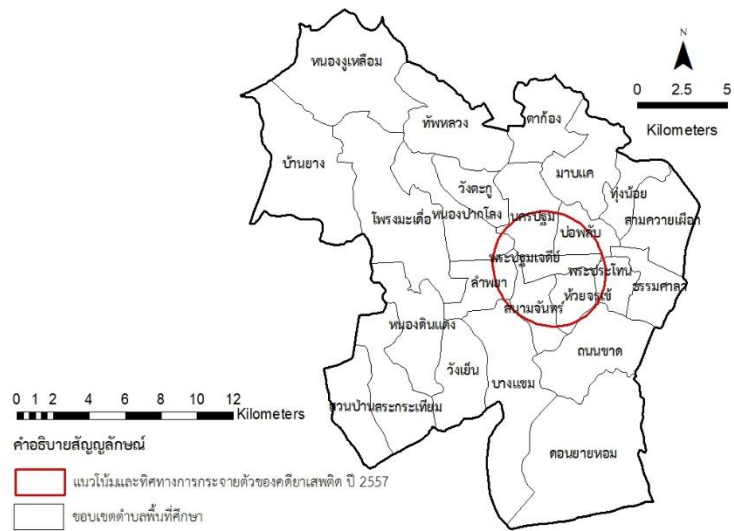 N
0 2.5 5
Kilometers
หนองงูเหลือม
ทัพหลวง
ตาก้อง
บ้านยาง
มาบแค
วังตะกู
ทุ่งน้อย
โพรงมะเดื่อ
หนองปากโลง
นครปฐม
สามควายเผือก
บ่อพลับ
พระปฐมเจดีย์
พระประโทน
ลำพยา
ธรรมศาลา
ห้วยจรเข้
สนามจันทร์
หนองดินแดง
ถนนขาด
วังเย็น
บางแขม
สวนป่าน
สระกระเทียม
ดอนยายหอม
0 1 2 4 6 8 10 12
Kilometers
คำอธิบายสัญญลักษณ์
แนวโน้มและทิศทางการกระจายตัวของคดียาเสพติด ปี 2557
ขอบเขตตำบลพื้นที่ศึกษา